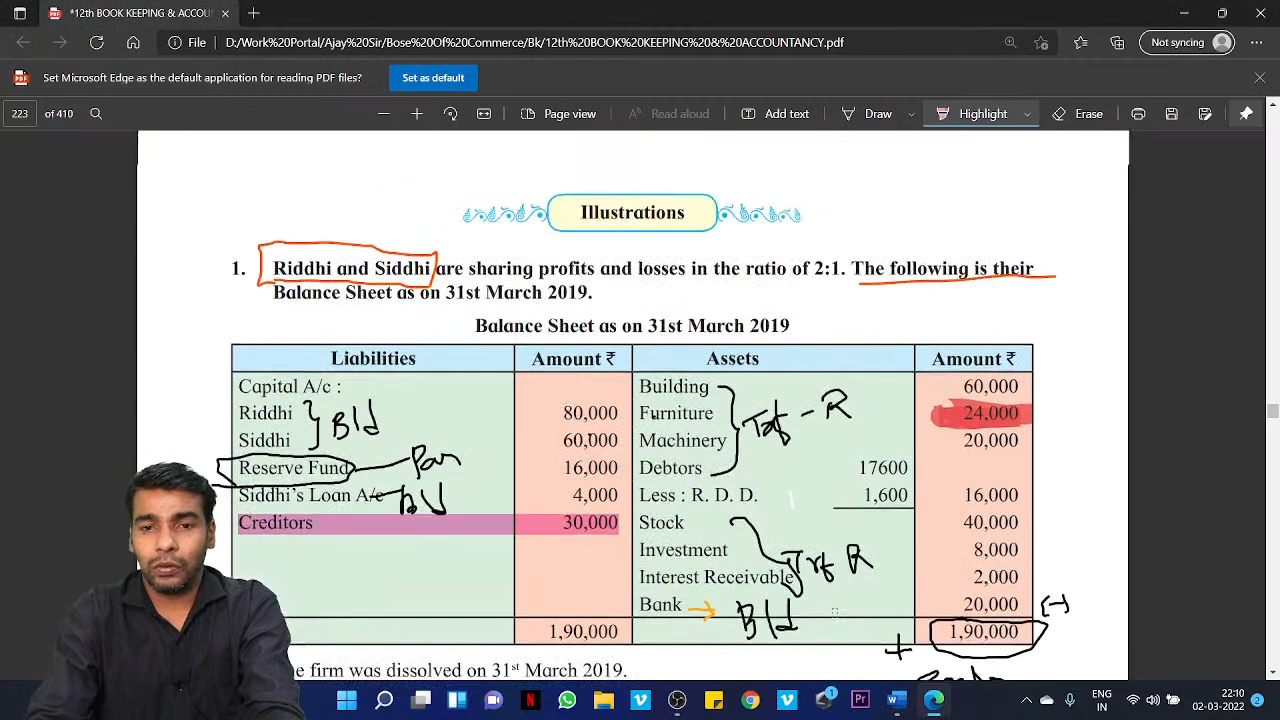 *12th BOOK KEEPING & ACCOUNTAN
File D:/Work%20Portal/Ajay%20Sir/Bose%20Of%20Commerce/Bk/12th%20BOOK%20KEEPING%20&%20ACCOUNTANCY.pdf Not syncing
Set Microsoft Edge as the default application for reading PDF files? Set as default
223 of 410 Page view Read aloud Add text Draw Highlight Erase
Illustrations
1. Riddhi and Siddhi are sharing profits and losses in the ratio of 2:1. The following is their
Balance Sheet as on 31st March 2019.
Balance Sheet as on 31st March 2019
Liabilities Amount ₹ Assets Amount ₹
Capital A/c : Building 60,000
Riddhi 80,000 Furniture 24,000
Siddhi 60,000 Machinery 20,000
Reserve Fund 16,000 Debtors 17600
Siddhi's Loan A/c 4,000 Less : R. D. D. 1,600 16,000
Creditors 30,000 Stock 40,000
Investment 8,000
Interest Receivable 2,000
Bank 20,000
1,90,000 1,90,000
Bld
Trf - R
Trf R
Bld
(-)
+
e firm was dissolved on 31st March 2019.
ENG
IN
22:10
02-03-2022
2